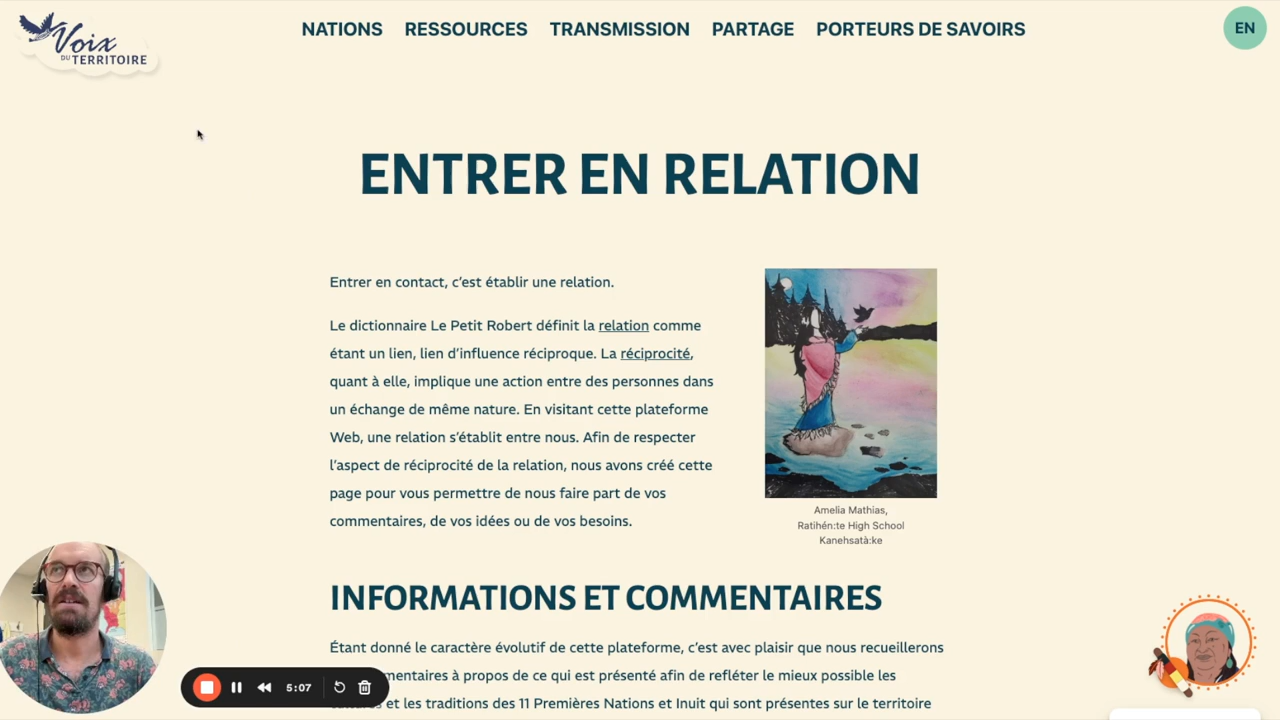 Voix
DU TERRITOIRE
NATIONS RESSOURCES TRANSMISSION PARTAGE PORTEURS DE SAVOIRS
EN
ENTRER EN RELATION
Entrer en contact, c’est établir une relation.
Le dictionnaire Le Petit Robert définit la relation comme
étant un lien, lien d’influence réciproque. La réciprocité,
quant à elle, implique une action entre des personnes dans
un échange de même nature. En visitant cette plateforme
Web, une relation s’établit entre nous. Afin de respecter
l’aspect de réciprocité de la relation, nous avons créé cette
page pour vous permettre de nous faire part de vos
commentaires, de vos idées ou de vos besoins.
Amelia Mathias,
Ratihén:te High School
Kanehsatà:ke
INFORMATIONS ET COMMENTAIRES
Étant donné le caractère évolutif de cette plateforme, c’est avec plaisir que nous recueillerons
mentaires à propos de ce qui est présenté afin de refléter le mieux possible les
et les traditions des 11 Premières Nations et Inuit qui sont présentes sur le territoire
5:07